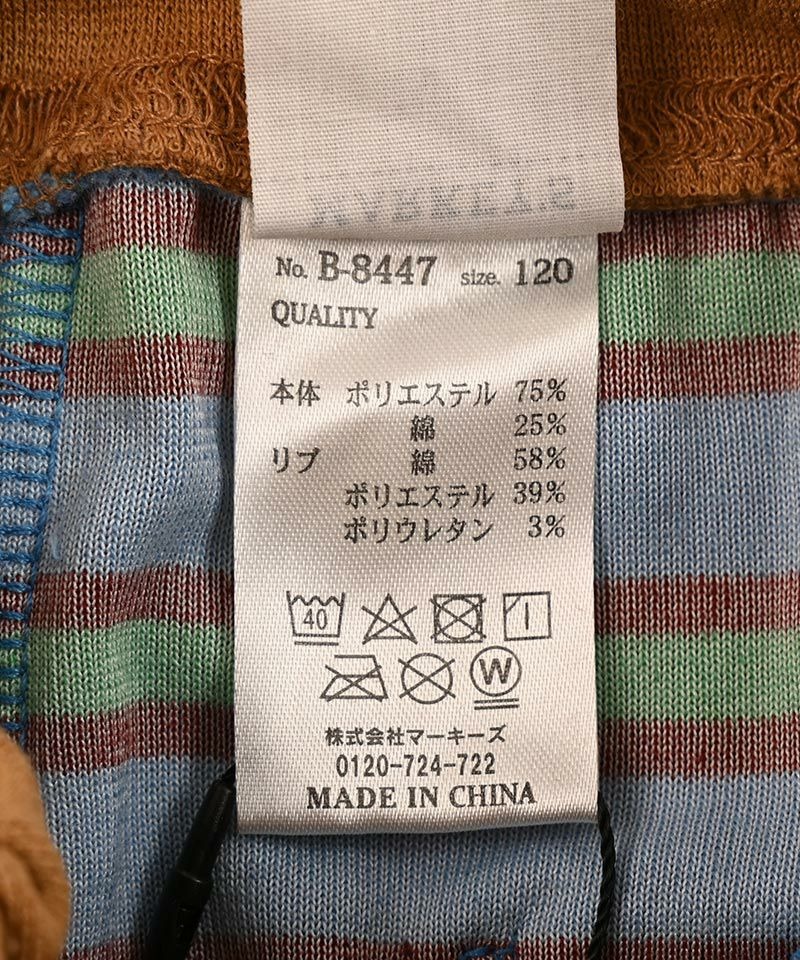 MARKEY'S
No. B-8447 size. 120
QUALITY
本体 ポリエステル 75%
綿 25%
リブ 綿 58%
ポリエステル 39%
ポリウレタン 3%
40
W
株式会社マーキーズ
0120-724-722
MADE IN CHINA